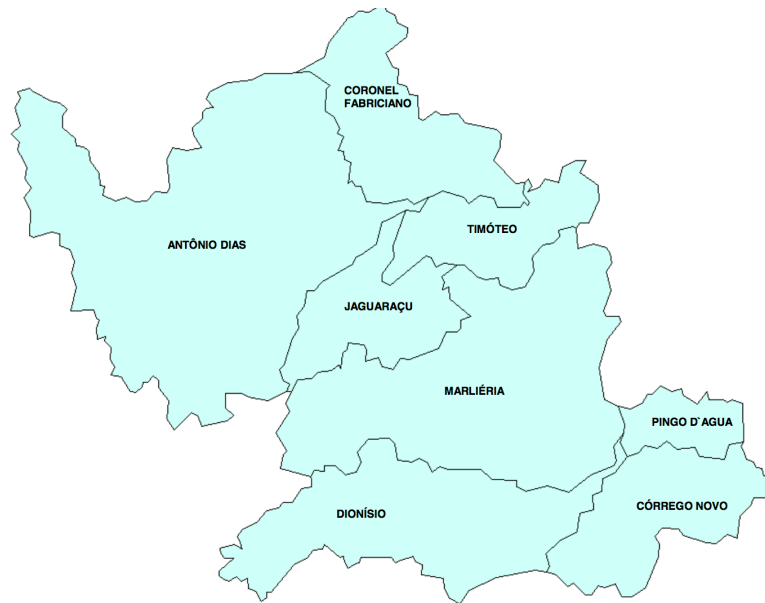 CORONEL
FABRICIANO
TIMÓTEO
ANTÔNIO DIAS
JAGUARAÇU
MARLIÉRIA
PINGO D`AGUA
CÓRREGO NOVO
DIONÍSIO